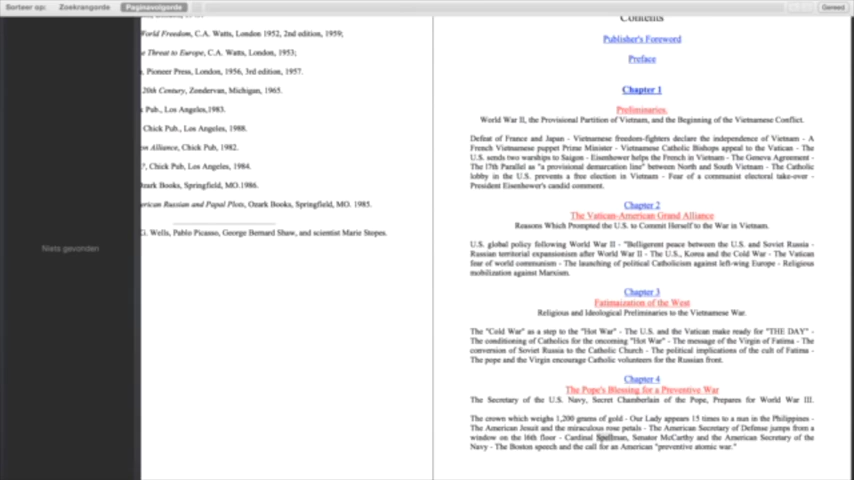 Sorteer op: Zoekrangorde Paginavolgorde Gereed
Niets gevonden
World Freedom, C.A. Watts, London 1952, 2nd edition, 1959;
e Threat to Europe, C.A. Watts, London, 1953;
, Pioneer Press, London, 1956, 3rd edition, 1957.
20th Century, Zondervan, Michigan, 1965.
k Pub., Los Angeles,1983.
Chick Pub., Los Angeles, 1988.
on Alliance, Chick Pub, 1982.
?, Chick Pub, Los Angeles, 1984.
Ozark Books, Springfield, MO.1986.
erican Russian and Papal Plots, Ozark Books, Springfield, MO. 1985.
G. Wells, Pablo Picasso, George Bernard Shaw, and scientist Marie Stopes.
Contents
Publisher's Foreword
Preface
Chapter 1
Preliminaries.
World War II, the Provisional Partition of Vietnam, and the Beginning of the Vietnamese Conflict.
Defeat of France and Japan - Vietnamese freedom-fighters declare the independence of Vietnam - A
French Vietnamese puppet Prime Minister - Vietnamese Catholic Bishops appeal to the Vatican - The
U.S. sends two warships to Saigon - Eisenhower helps the French in Vietnam - The Geneva Agreement -
The 17th Parallel as "a provisional demarcation line" between North and South Vietnam - The Catholic
lobby in the U.S. prevents a free election in Vietnam - Fear of a communist electoral take-over -
President Eisenhower's candid comment.
Chapter 2
The Vatican-American Grand Alliance
Reasons Which Prompted the U.S. to Commit Herself to the War in Vietnam.
U.S. global policy following World War II - "Belligerent peace between the U.S. and Soviet Russia -
Russian territorial expansionism after World War II - The U.S., Korea and the Cold War - The Vatican
fear of world communism - The launching of political Catholicism against left-wing Europe - Religious
mobilization against Marxism.
Chapter 3
Fatimaization of the West
Religious and Ideological Preliminaries to the Vietnamese War.
The "Cold War" as a step to the "Hot War" - The U.S. and the Vatican make ready for "THE DAY" -
The conditioning of Catholics for the oncoming "Hot War" - The message of the Virgin of Fatima - The
conversion of Soviet Russia to the Catholic Church - The political implications of the cult of Fatima -
The pope and the Virgin encourage Catholic volunteers for the Russian front.
Chapter 4
The Pope's Blessing for a Preventive War
The Secretary of the U.S. Navy, Secret Chamberlain of the Pope, Prepares for World War III.
The crown which weighs 1,200 grams of gold - Our Lady appears 15 times to a nun in the Philippines -
The American Jesuit and the miraculous rose petals - The American Secretary of Defense jumps from a
window on the 16th floor - Cardinal Spellman, Senator McCarthy and the American Secretary of the
Navy - The Boston speech and the call for an American "preventive atomic war."